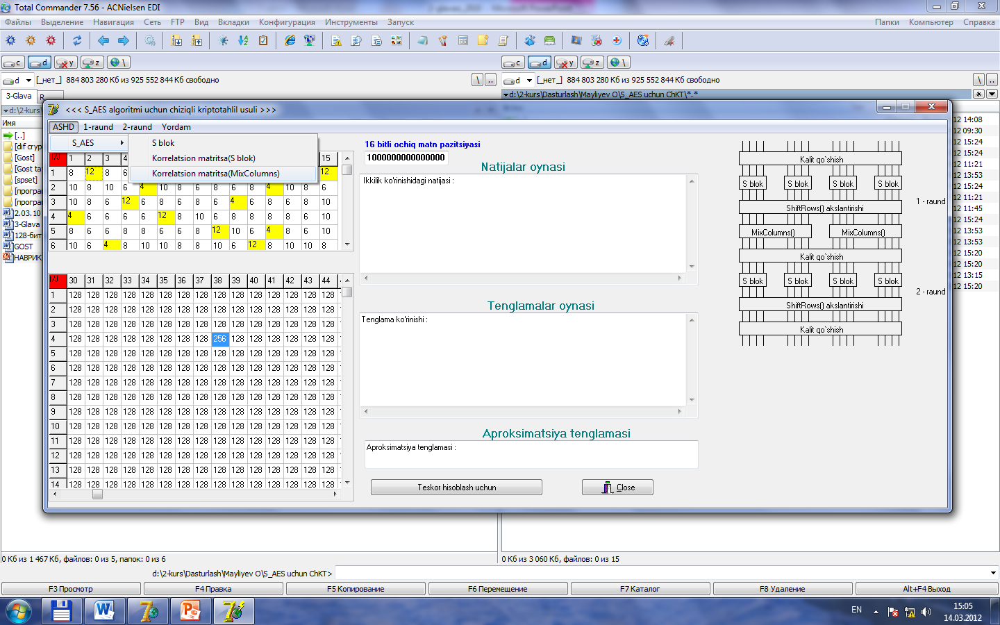 Total Commander 7.56 - ACNielsen EDI
Файлы Выделение Навигация Сеть FTP Вид Вкладки Конфигурация Инструменты Запуск Папки Компьютер Справка
c d y z \ c d y z \
d [_нет_] 884 803 280 Кб из 925 552 844 Кб свободно \ .. d [_нет_] 884 803 280 Кб из 925 552 844 Кб свободно \ ..
3-Glava
d:\2-kurs\Dasturlash\Mayliyev O\S_AES uchun ChKT\*.*
<<< S_AES algoritmi uchun chiziqli kriptotahlil usuli >>>
ASHD 1-raund 2-raund Yordam
S_AES
S blok
Korrelatsion matritsa(S blok)
Korrelatsion matritsa(MixColumns)
Имя
[..]
[dif cryp
[Gost]
[Gost ta
[spset]
[програ
[програ
2.03.10
3-Glava
128-бит
GOST
НАВРИК
1 2 3 4 15
1 8 12 8 6 12
2 10 8 10 6 4 10 8 8 6 8 10 4 8 10 6
3 10 8 6 12 6 8 6 8 6 4 6 8 6 8 10
4 4 6 6 6 6 12 8 10 6 8 8 8 8 10 10
5 6 8 8 6 8 6 6 8 12 10 6 4 8 6 10
6 10 6 4 8 10 10 8 8 10 6 12 8 10 10 8
30 31 32 33 34 35 36 37 38 39 40 41 42 43 44
1 128 128 128 128 128 128 128 128 128 128 128 128 128 128 128
2 128 128 128 128 128 128 128 128 128 128 128 128 128 128 128
3 128 128 128 128 128 128 128 128 128 128 128 128 128 128 128
4 128 128 128 128 128 128 128 128 256 128 128 128 128 128 128
5 128 128 128 128 128 128 128 128 128 128 128 128 128 128 128
6 128 128 128 128 128 128 128 128 128 128 128 128 128 128 128
7 128 128 128 128 128 128 128 128 128 128 128 128 128 128 128
8 128 128 128 128 128 128 128 128 128 128 128 128 128 128 128
9 128 128 128 128 128 128 128 128 128 128 128 128 128 128 128
10 128 128 128 128 128 128 128 128 128 128 128 128 128 128 128
11 128 128 128 128 128 128 128 128 128 128 128 128 128 128 128
12 128 128 128 128 128 128 128 128 128 128 128 128 128 128 128
13 128 128 128 128 128 128 128 128 128 128 128 128 128 128 128
14 128 128 128 128 128 128 128 128 128 128 128 128 128 128 128
16 bitli ochiq matn pazitsiyasi
1000000000000000
Natijalar oynasi
Ikkilik ko'rinishidagi natijasi :
Tenglamalar oynasi
Tenglama ko'rinishi :
Aproksimatsiya tenglamasi
Aproksimatsiya tenglamasi :
Teskor hisoblash uchun Close
Kalit qo`shish
S blok S blok S blok S blok
1 - raund
ShiftRows() akslantirishi
MixColumns() MixColumns()
Kalit qo`shish
S blok S blok S blok S blok
2 - raund
ShiftRows() akslantirishi
Kalit qo`shish
12 14:08
12 09:30
12 15:24
12 15:24
12 11:21
12 13:53
12 15:24
12 11:21
12 11:45
12 15:24
12 13:53
12 13:53
12 15:20
12 15:20
12 13:15
12 15:20
0 Кб из 1 467 Кб, файлов: 0 из 5, папок: 0 из 6 0 Кб из 3 060 Кб, файлов: 0 из 15
d:\2-kurs\Dasturlash\Mayliyev O\S_AES uchun ChKT>
F3 Просмотр F4 Правка F5 Копирование F6 Перемещение F7 Каталог F8 Удаление Alt+F4 Выход
EN 15:05
14.03.2012